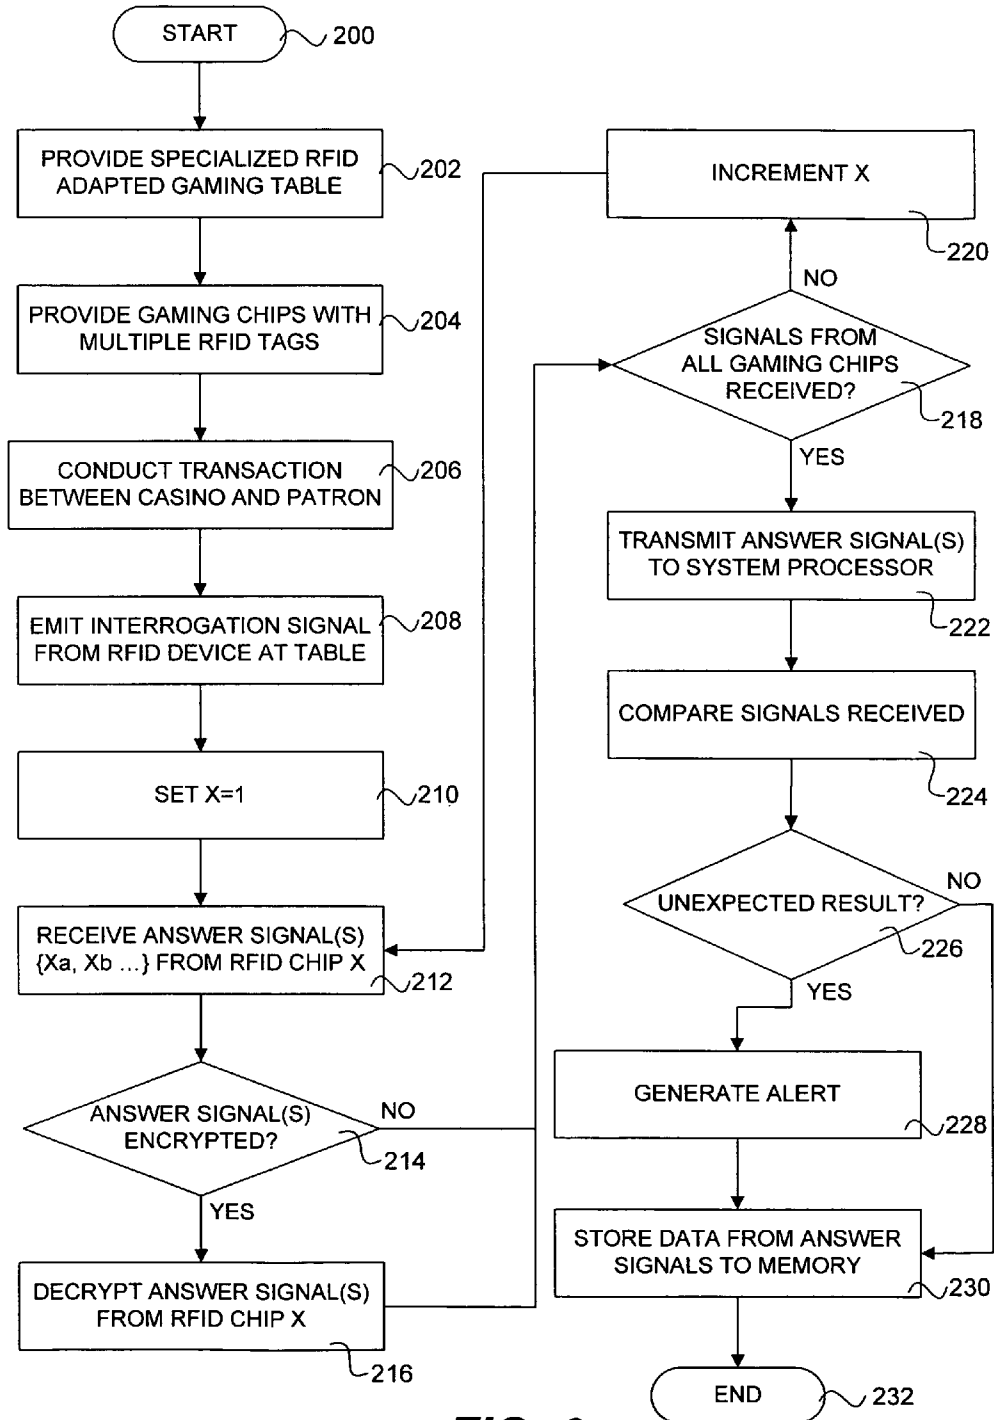 START
200
PROVIDE SPECIALIZED RFID
ADAPTED GAMING TABLE
202
PROVIDE GAMING CHIPS WITH
MULTIPLE RFID TAGS
204
CONDUCT TRANSACTION
BETWEEN CASINO AND PATRON
206
EMIT INTERROGATION SIGNAL
FROM RFID DEVICE AT TABLE
208
SET X=1
210
RECEIVE ANSWER SIGNAL(S)
{Xa, Xb ...} FROM RFID CHIP X
212
ANSWER SIGNAL(S)
ENCRYPTED?
214
NO
YES
DECRYPT ANSWER SIGNAL(S)
FROM RFID CHIP X
216
INCREMENT X
220
NO
SIGNALS FROM
ALL GAMING CHIPS
RECEIVED?
218
YES
TRANSMIT ANSWER SIGNAL(S)
TO SYSTEM PROCESSOR
222
COMPARE SIGNALS RECEIVED
224
UNEXPECTED RESULT?
226
NO
YES
GENERATE ALERT
228
STORE DATA FROM ANSWER
SIGNALS TO MEMORY
230
END
232